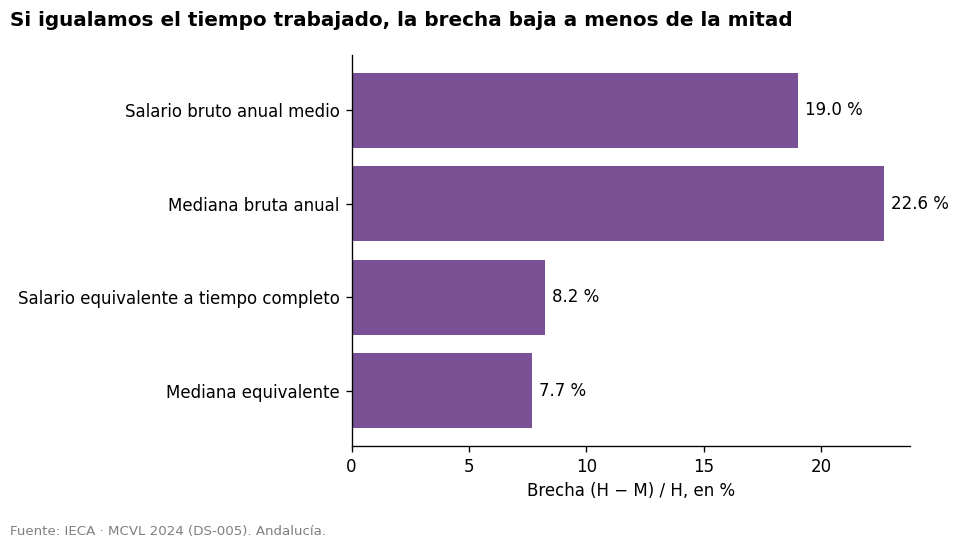 Si igualamos el tiempo trabajado, la brecha baja a menos de la mitad
Salario bruto anual medio
19.0 %
Mediana bruta anual
22.6 %
Salario equivalente a tiempo completo
8.2 %
Mediana equivalente
7.7 %
0 5 10 15 20
Brecha (H − M) / H, en %
Fuente: IECA · MCVL 2024 (DS-005). Andalucía.